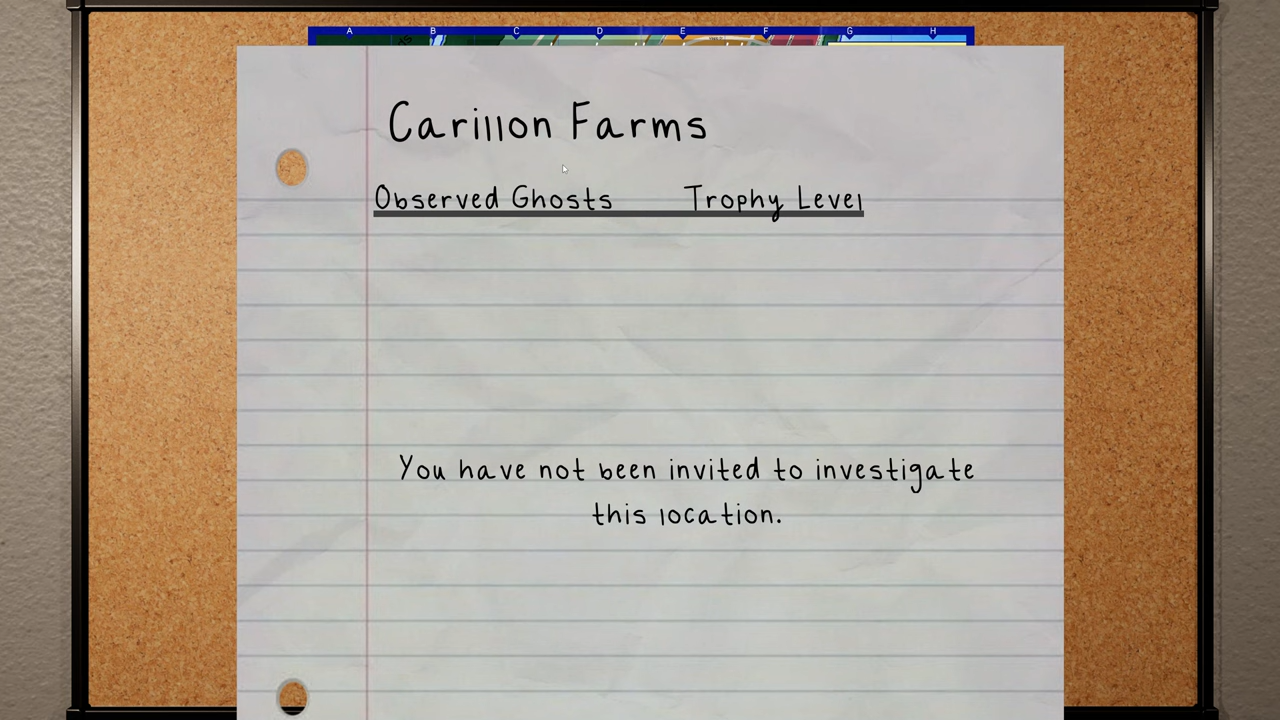 A B C D E F G H
Carillon Farms
Observed Ghosts Trophy Level
You have not been invited to investigate
this location.